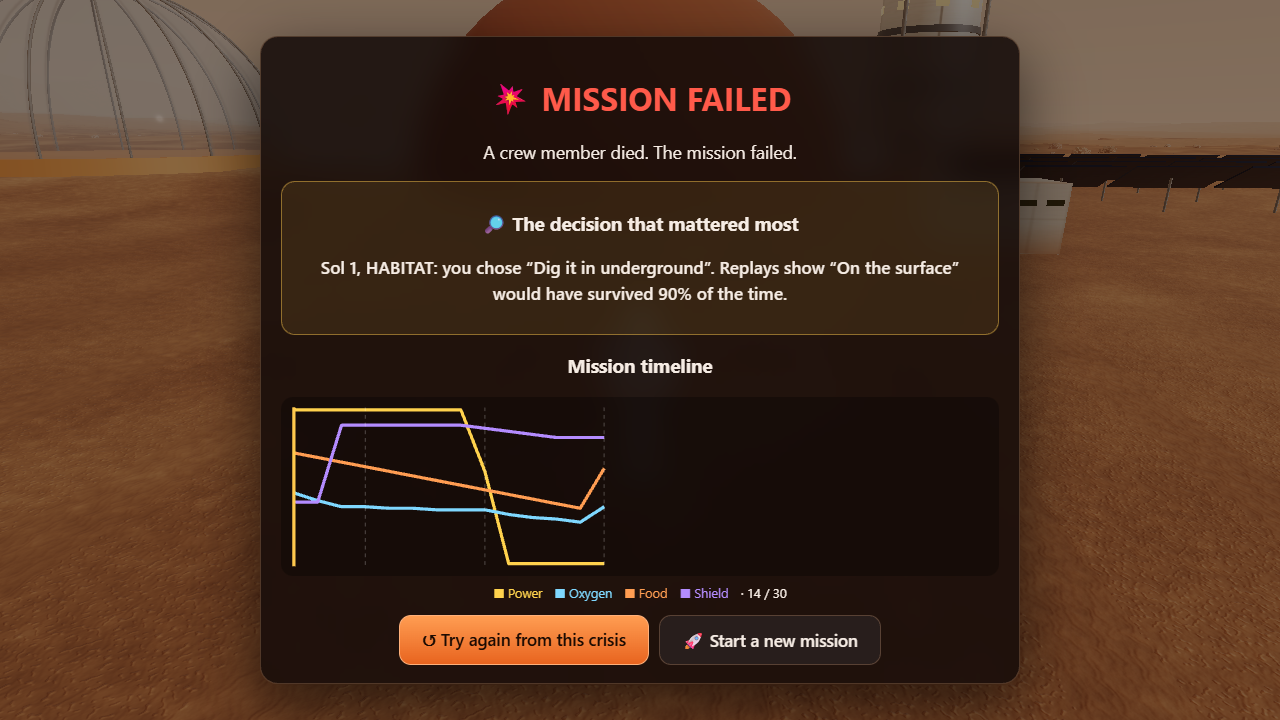 MISSION FAILED
A crew member died. The mission failed.
The decision that mattered most
Sol 1, HABITAT: you chose “Dig it in underground”. Replays show “On the surface”
would have survived 90% of the time.
Mission timeline
Power Oxygen Food Shield · 14 / 30
↺ Try again from this crisis
Start a new mission